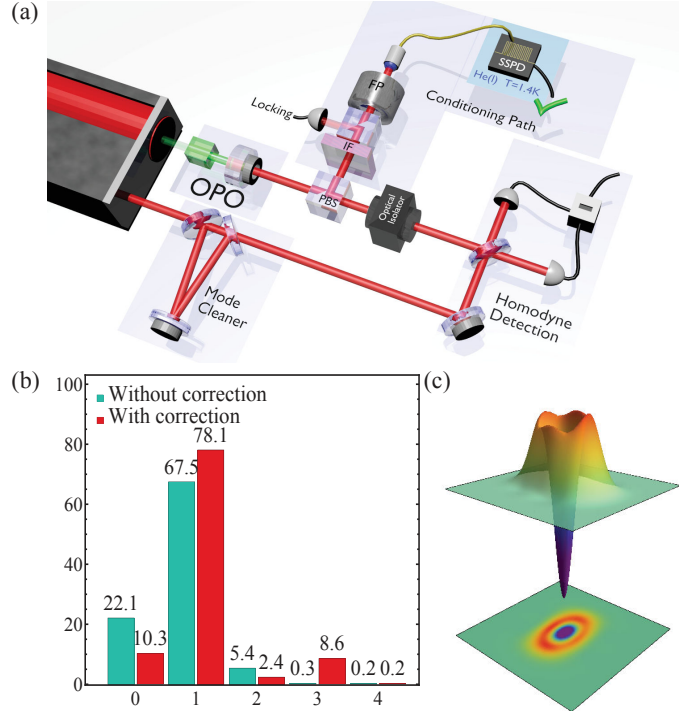 (a)
SSPD
He(l) T=1.4K
FP
Conditioning Path
Locking
IF
OPO
PBS
Optical
Isolator
Mode
Cleaner
Homodyne
Detection
(b)
100
80
60
40
20
0
Without correction
With correction
22.1
10.3
67.5
78.1
5.4
2.4
0.3
8.6
0.2
0.2
0
1
2
3
4
(c)